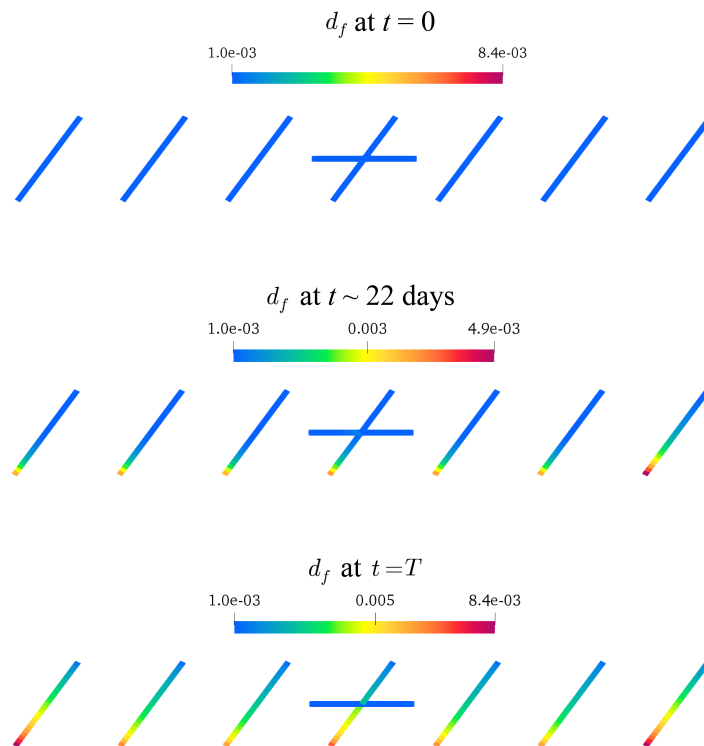 d_f at t = 0
1.0e-03 8.4e-03
d_f at t ~ 22 days
1.0e-03 0.003 4.9e-03
d_f at t = T
1.0e-03 0.005 8.4e-03